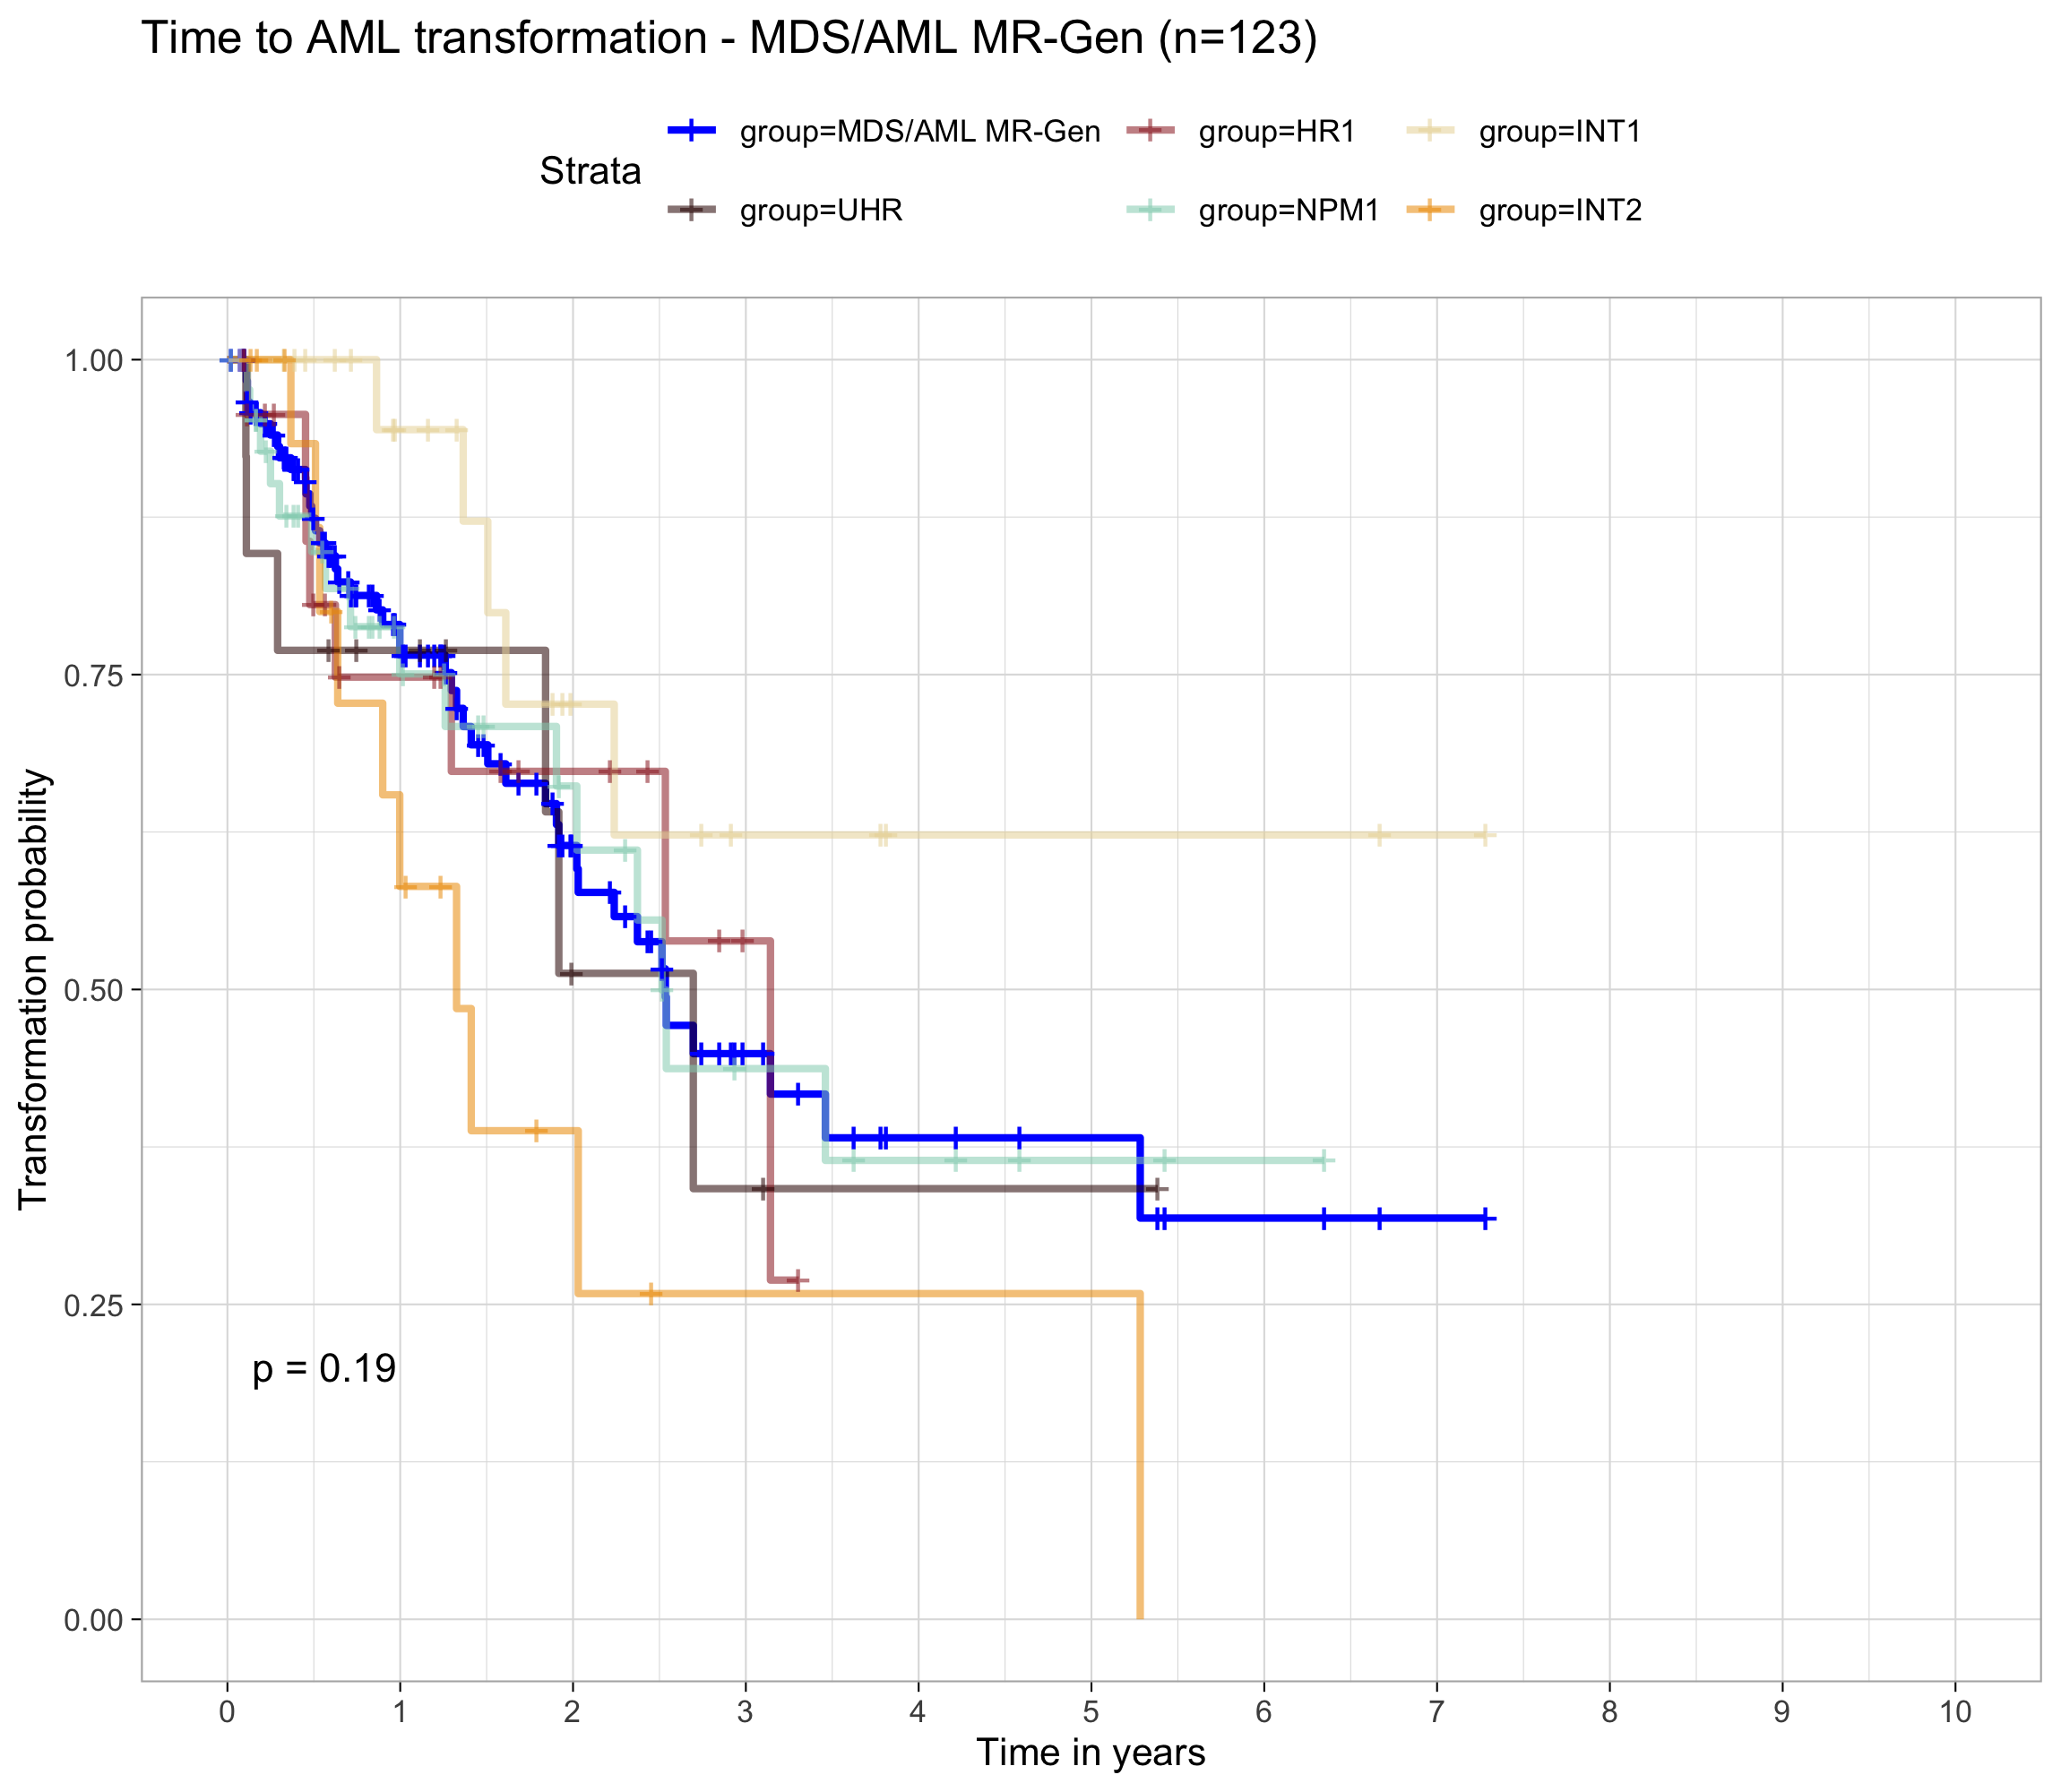 Time to AML transformation - MDS/AML MR-Gen (n=123)
Strata
group=MDS/AML MR-Gen
group=HR1
group=INT1
group=UHR
group=NPM1
group=INT2
Transformation probability
1.00
0.75
0.50
0.25
0.00
p = 0.19
0 1 2 3 4 5 6 7 8 9 10
Time in years